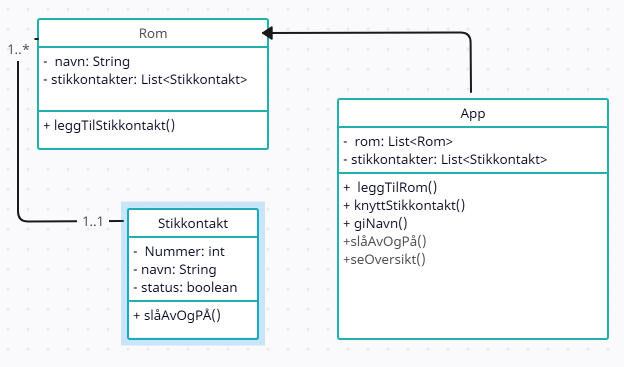 Rom
1..*
- navn: String
- stikkontakter: List<Stikkontakt>
+ leggTilStikkontakt()
App
- rom: List<Rom>
- stikkontakter: List<Stikkontakt>
+ leggTilRom()
+ knyttStikkontakt()
+ giNavn()
+slåAvOgPå()
+seOversikt()
1..1
Stikkontakt
- Nummer: int
- navn: String
- status: boolean
+ slåAvOgPÅ()